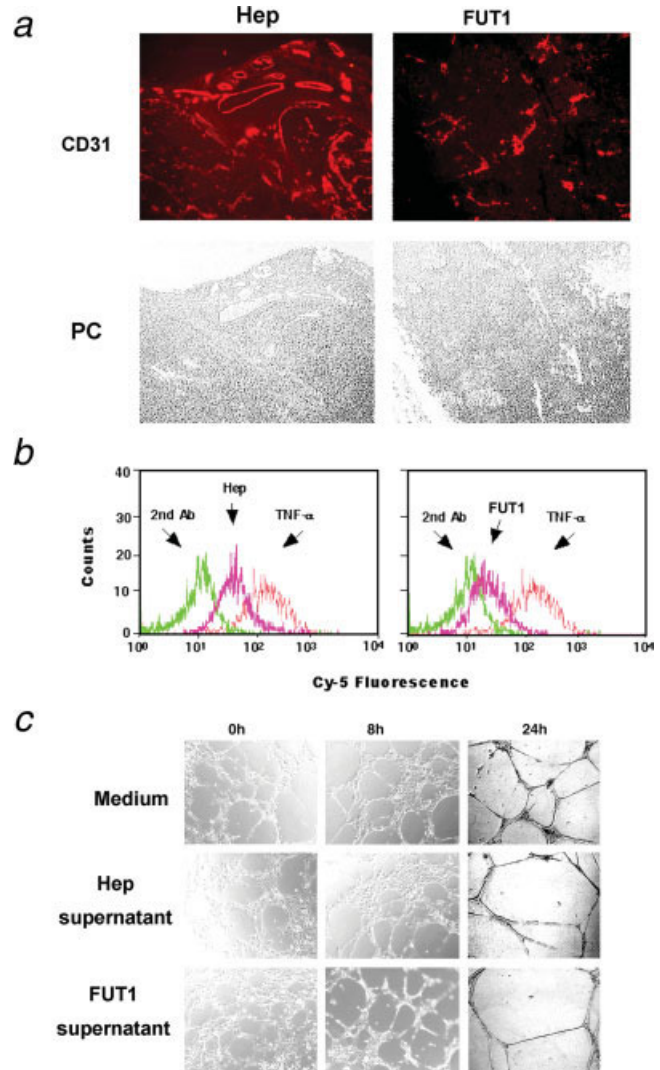 a
Hep
FUT1
CD31
PC
b
40
30
20
10
0
Counts
2nd Ab
Hep
TNF-α
10⁰ 10¹ 10² 10³ 10⁴
2nd Ab
FUT1
TNF-α
10⁰ 10¹ 10² 10³ 10⁴
Cy-5 Fluorescence
c
0h
8h
24h
Medium
Hep
supernatant
FUT1
supernatant